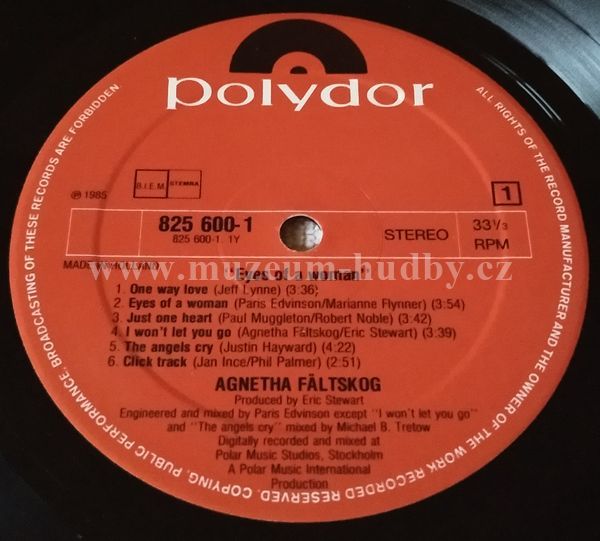 polydor
BROADCASTING OF THESE RECORDS ARE FORBIDDEN.
ALL RIGHTS OF THE RECORD MANUFACTURER AND THE OWNER OF THE WORK RECORDED RESERVED. COPYING, PUBLIC PERFORMANCE,
℗ 1985
B.I.E.M. STEMRA
1
825 600-1
825 600-1 1Y
STEREO
33⅓
RPM
MADE IN HOLLAND
www.muzeum-hudby.cz
"Eyes of a woman"
1. One way love (Jeff Lynne) (3:36)
2. Eyes of a woman (Paris Edvinson/Marianne Flynner) (3:54)
3. Just one heart (Paul Muggleton/Robert Noble) (3:42)
4. I won't let you go (Agnetha Fältskog/Eric Stewart) (3:39)
5. The angels cry (Justin Hayward) (4:22)
6. Click track (Jan Ince/Phil Palmer) (2:51)
AGNETHA FÄLTSKOG
Produced by Eric Stewart
Engineered and mixed by Paris Edvinson except "I won't let you go"
and "The angels cry" mixed by Michael B. Tretow
Digitally recorded and mixed at
Polar Music Studios, Stockholm
A Polar Music International
Production